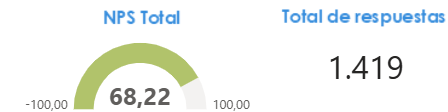 NPS Total
68,22
-100,00
100,00
Total de respuestas
1.419